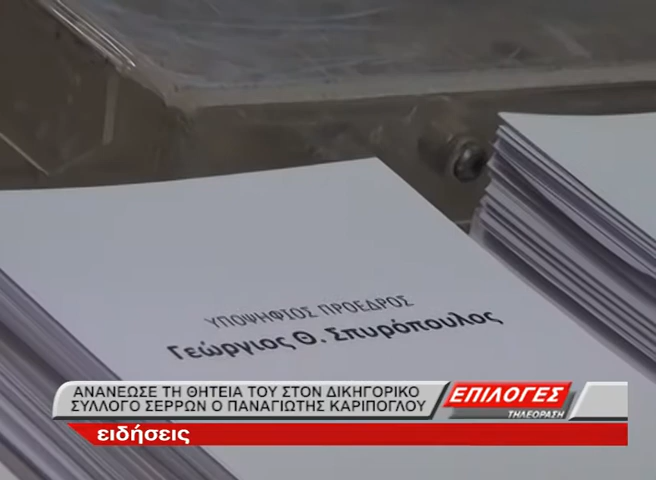 ΥΠΟΨΗΦΙΟΣ ΠΡΟΕΔΡΟΣ
Γεώργιος Θ. Σπυρόπουλος
ΑΝΑΝΕΩΣΕ ΤΗ ΘΗΤΕΙΑ ΤΟΥ ΣΤΟΝ ΔΙΚΗΓΟΡΙΚΟ
ΣΥΛΛΟΓΟ ΣΕΡΡΩΝ Ο ΠΑΝΑΓΙΩΤΗΣ ΚΑΡΙΠΟΓΛΟΥ
ΕΠΙΛΟΓΕΣ
ΤΗΛΕΟΡΑΣΗ
ειδήσεις